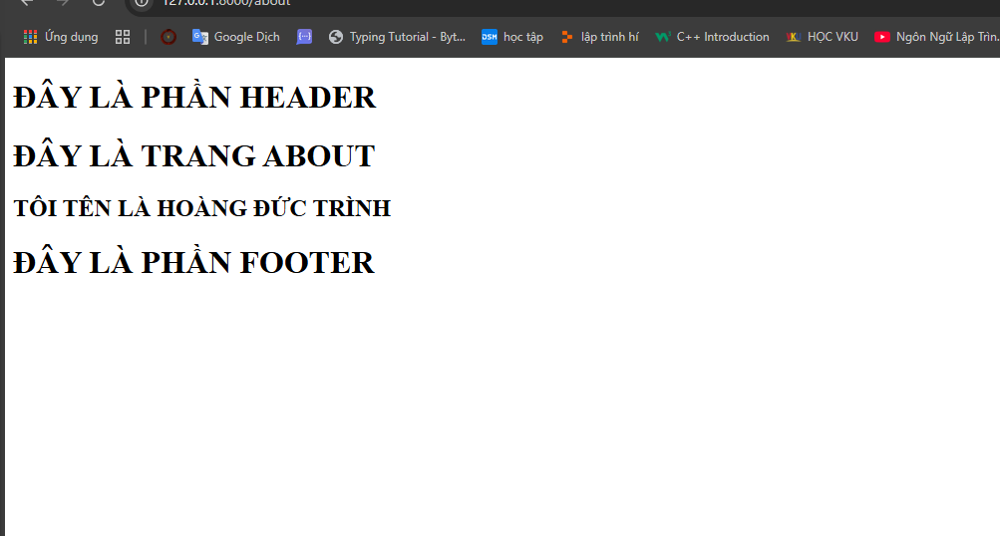 127.0.0.1:8000/about
Ứng dụng
Google Dịch
Typing Tutorial - Byt...
DSM học tập
lập trình hí
C++ Introduction
HỌC VKU
Ngôn Ngữ Lập Trìn...
ĐÂY LÀ PHẦN HEADER
ĐÂY LÀ TRANG ABOUT
TÔI TÊN LÀ HOÀNG ĐỨC TRÌNH
ĐÂY LÀ PHẦN FOOTER